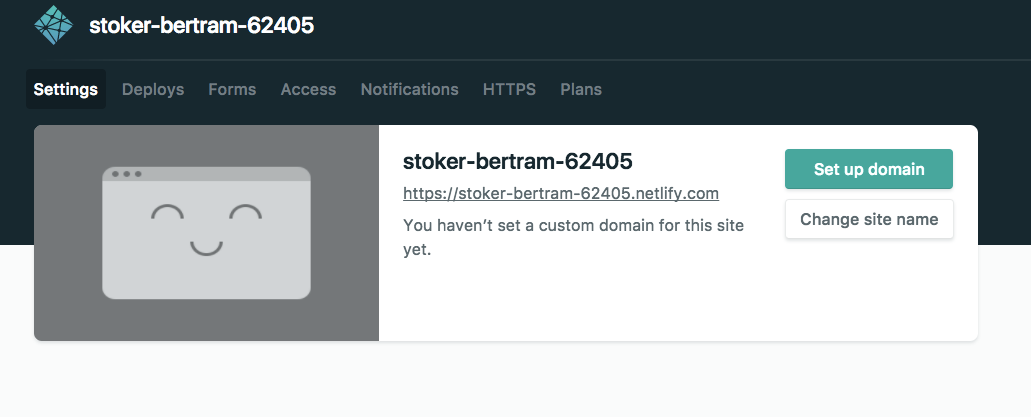 stoker-bertram-62405
Settings Deploys Forms Access Notifications HTTPS Plans
stoker-bertram-62405
https://stoker-bertram-62405.netlify.com
You haven’t set a custom domain for this site
yet.
Set up domain
Change site name